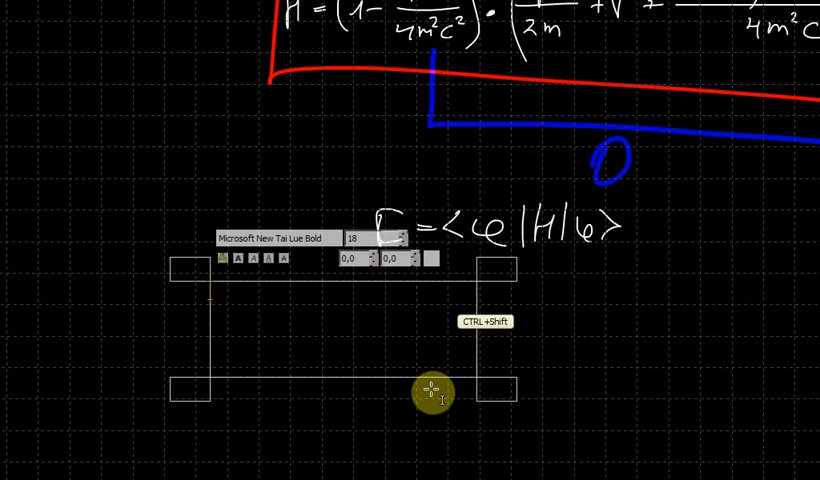 H = (1 - / 4m²c²) · ( / 2m + V + / 4m²c
0
E = <φ|H|φ>
Microsoft New Tai Lue Bold 18
A A A A A 0,0 0,0
CTRL+Shift